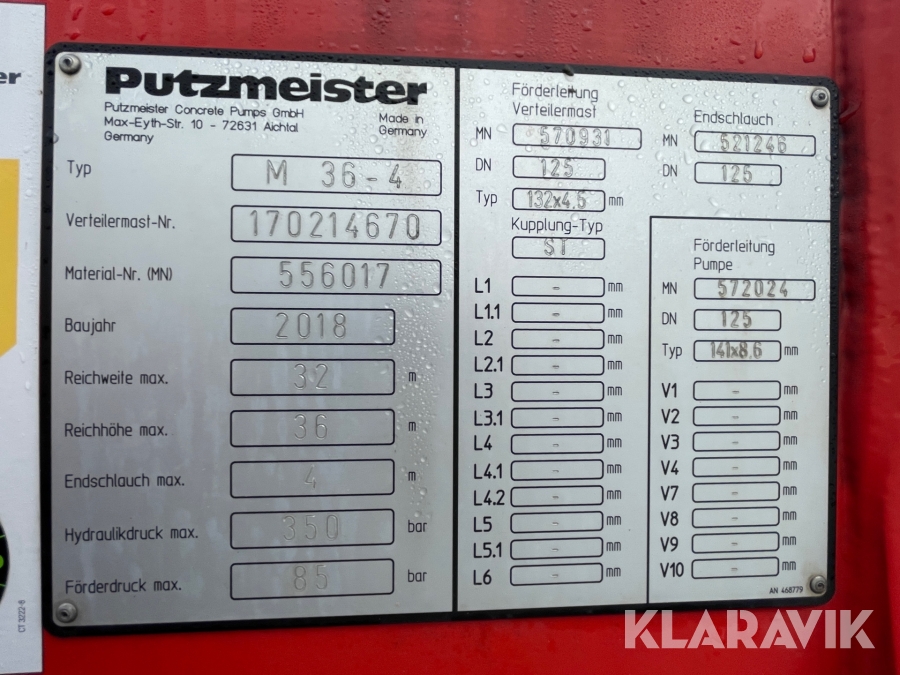 er
Putzmeister
Putzmeister Concrete Pumps GmbH
Max-Eyth-Str. 10 - 72631 Aichtal
Germany
Made in
Germany
Typ M 36-4
Verteilermast-Nr. 170214670
Material-Nr. (MN) 556017
Baujahr 2018
Reichweite max. 32 m
Reichhöhe max. 36 m
Endschlauch max. 4 m
Hydraulikdruck max. 350 bar
Förderdruck max. 85 bar
Förderleitung
Verteilermast
MN 570931
DN 125
Typ 132x4.5 mm
Kupplung-Typ
ST
L1 - mm
L1.1 - mm
L2 - mm
L2.1 - mm
L3 - mm
L3.1 - mm
L4 - mm
L4.1 - mm
L4.2 - mm
L5 - mm
L5.1 - mm
L6 - mm
Endschlauch
MN 521246
DN 125
Förderleitung
Pumpe
MN 572024
DN 125
Typ 141x8.6 mm
V1 - mm
V2 - mm
V3 - mm
V4 - mm
V7 - mm
V8 - mm
V9 - mm
V10 - mm
AN 468779
CT 3222-6
KLARAVIK